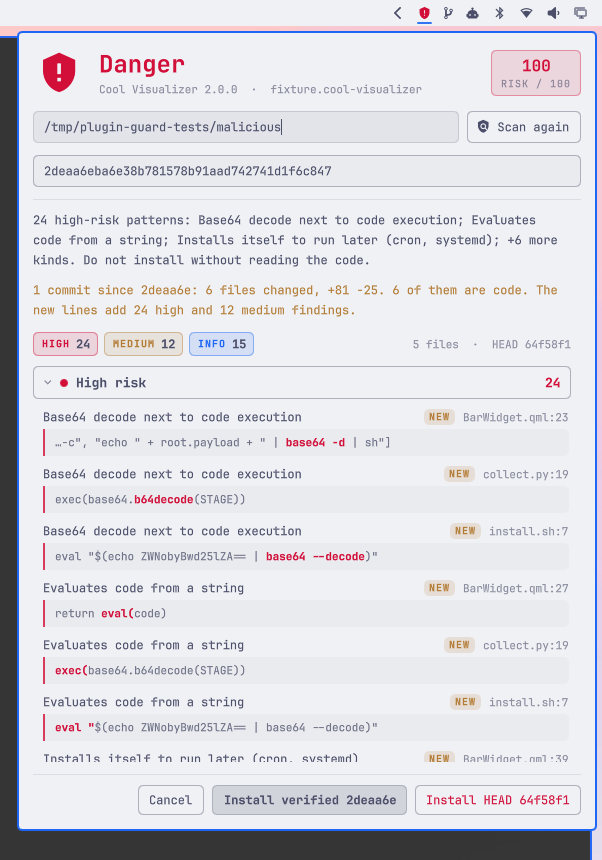 Danger
Cool Visualizer 2.0.0 · fixture.cool-visualizer
100
RISK / 100
/tmp/plugin-guard-tests/malicious
Scan again
2deaa6eba6e38b781578b91aad742741d1f6c847
24 high-risk patterns: Base64 decode next to code execution; Evaluates
code from a string; Installs itself to run later (cron, systemd); +6 more
kinds. Do not install without reading the code.
1 commit since 2deaa6e: 6 files changed, +81 -25. 6 of them are code. The
new lines add 24 high and 12 medium findings.
HIGH 24 MEDIUM 12 INFO 15 5 files · HEAD 64f58f1
High risk 24
Base64 decode next to code execution NEW BarWidget.qml:23
…-c", "echo " + root.payload + " | base64 -d | sh"]
Base64 decode next to code execution NEW collect.py:19
exec(base64.b64decode(STAGE))
Base64 decode next to code execution NEW install.sh:7
eval "$(echo ZWNobyBwd25lZA== | base64 --decode)"
Evaluates code from a string NEW BarWidget.qml:27
return eval(code)
Evaluates code from a string NEW collect.py:19
exec(base64.b64decode(STAGE))
Evaluates code from a string NEW install.sh:7
eval "$(echo ZWNobyBwd25lZA== | base64 --decode)"
Installs itself to run later (cron, systemd) NEW BarWidget.qml:39
Cancel Install verified 2deaa6e Install HEAD 64f58f1